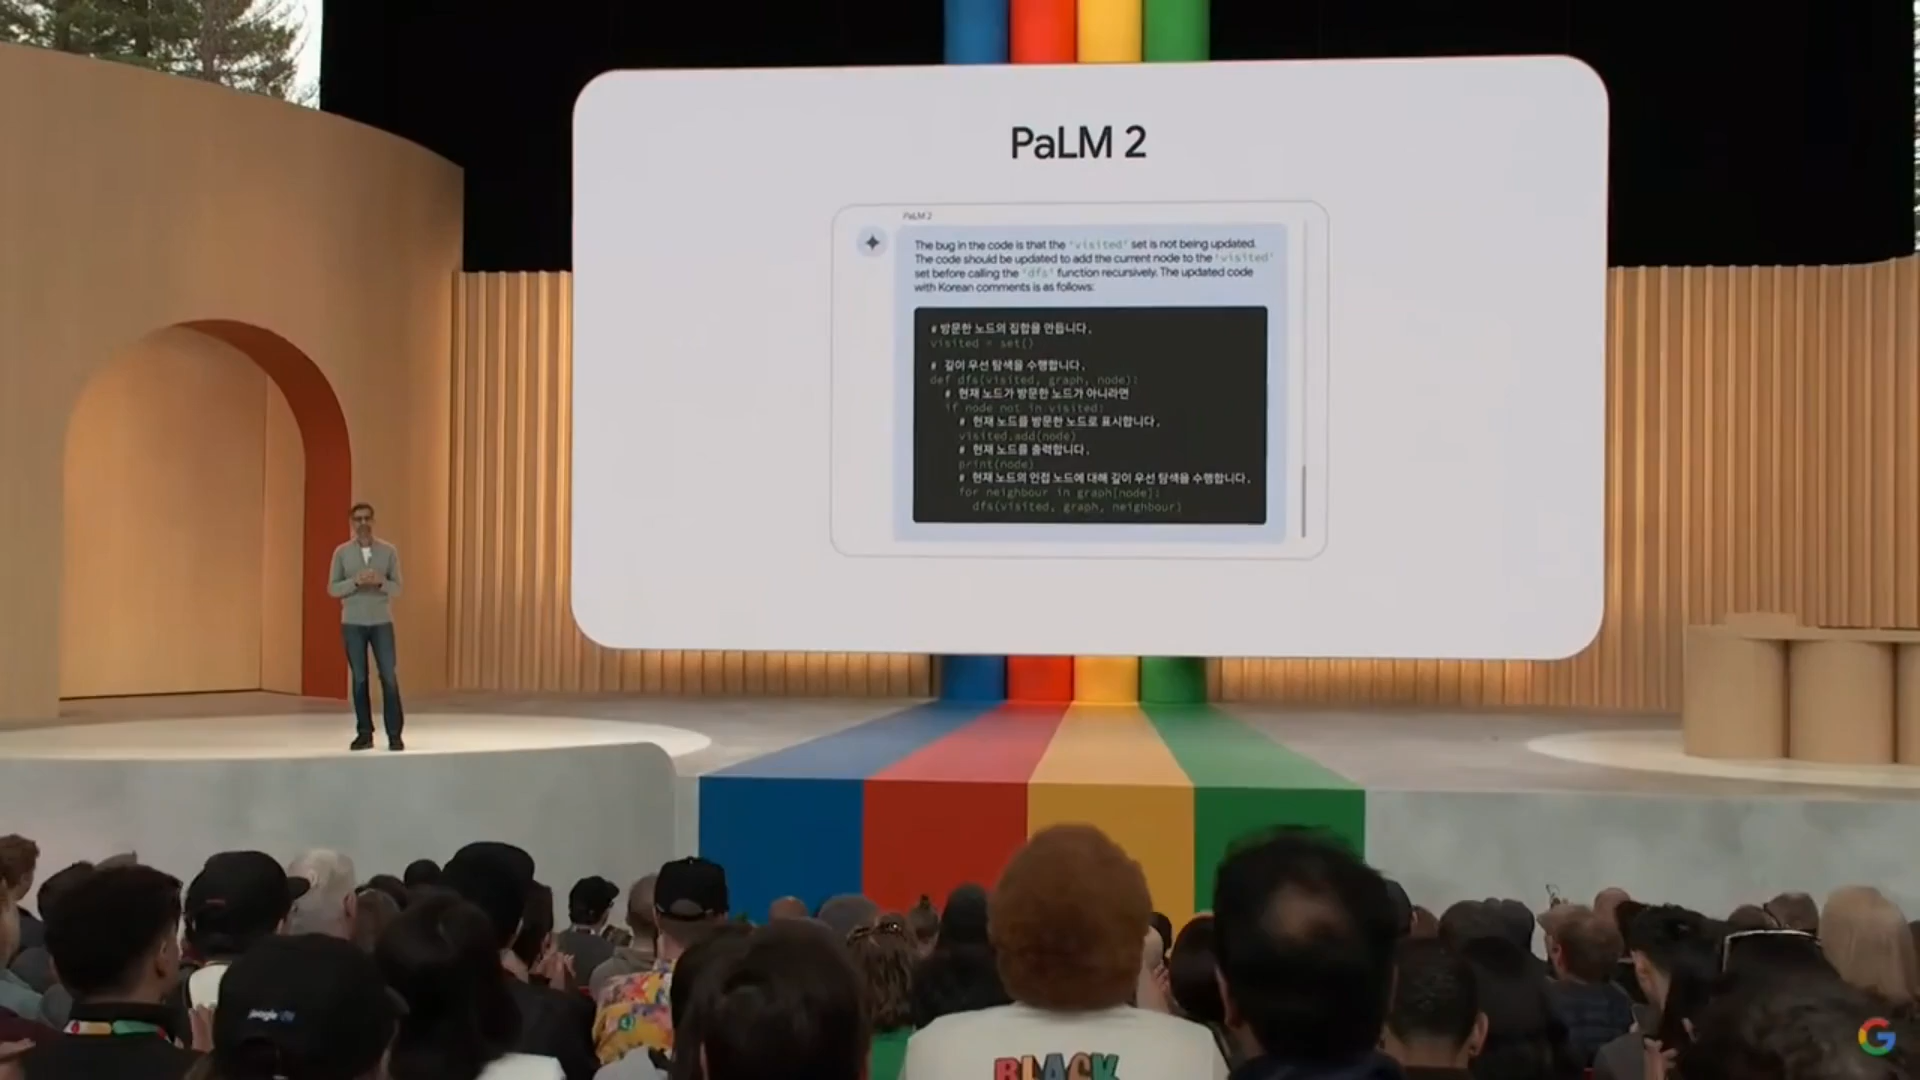 PaLM 2
PaLM 2
The bug in the code is that the 'visited' set is not being updated.
The code should be updated to add the current node to the 'visited'
set before calling the 'dfs' function recursively. The updated code
with Korean comments is as follows:
# 방문한 노드의 집합을 만듭니다.
visited = set()
# 깊이 우선 탐색을 수행합니다.
def dfs(visited, graph, node):
# 현재 노드가 방문한 노드가 아니라면
if node not in visited:
# 현재 노드를 방문한 노드로 표시합니다.
visited.add(node)
# 현재 노드를 출력합니다.
print(node)
# 현재 노드의 인접 노드에 대해 깊이 우선 탐색을 수행합니다.
for neighbour in graph[node]:
dfs(visited, graph, neighbour)
Google
BLACK
G